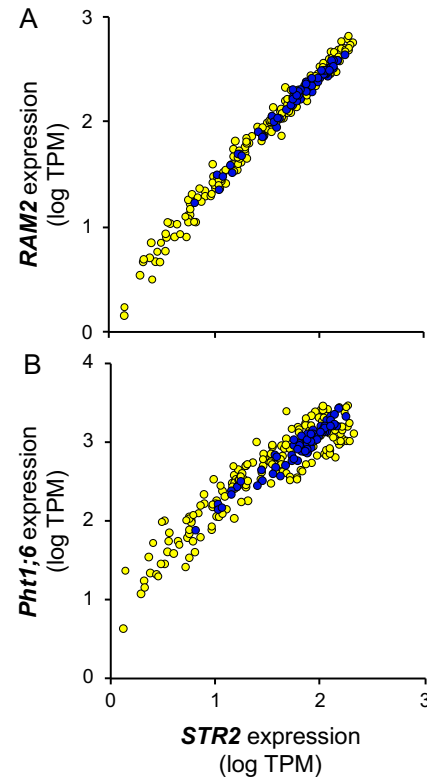 A
3
2
1
0
RAM2 expression
(log TPM)
B
4
3
2
1
0
Pht1;6 expression
(log TPM)
0 1 2 3
STR2 expression
(log TPM)